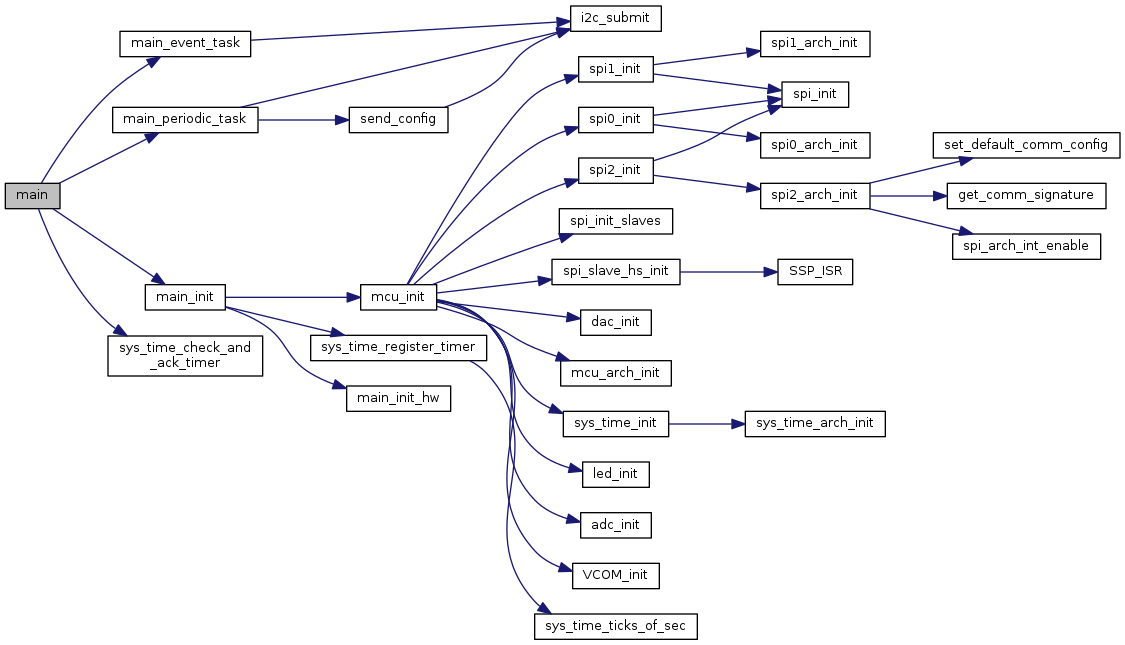 main
main_event_task
main_periodic_task
main_init
sys_time_check_and
_ack_timer
send_config
mcu_init
sys_time_register_timer
main_init_hw
i2c_submit
spi1_init
spi0_init
spi2_init
spi_init_slaves
spi_slave_hs_init
dac_init
mcu_arch_init
sys_time_init
led_init
adc_init
VCOM_init
sys_time_ticks_of_sec
spi1_arch_init
spi_init
spi0_arch_init
spi2_arch_init
SSP_ISR
sys_time_arch_init
set_default_comm_config
get_comm_signature
spi_arch_int_enable